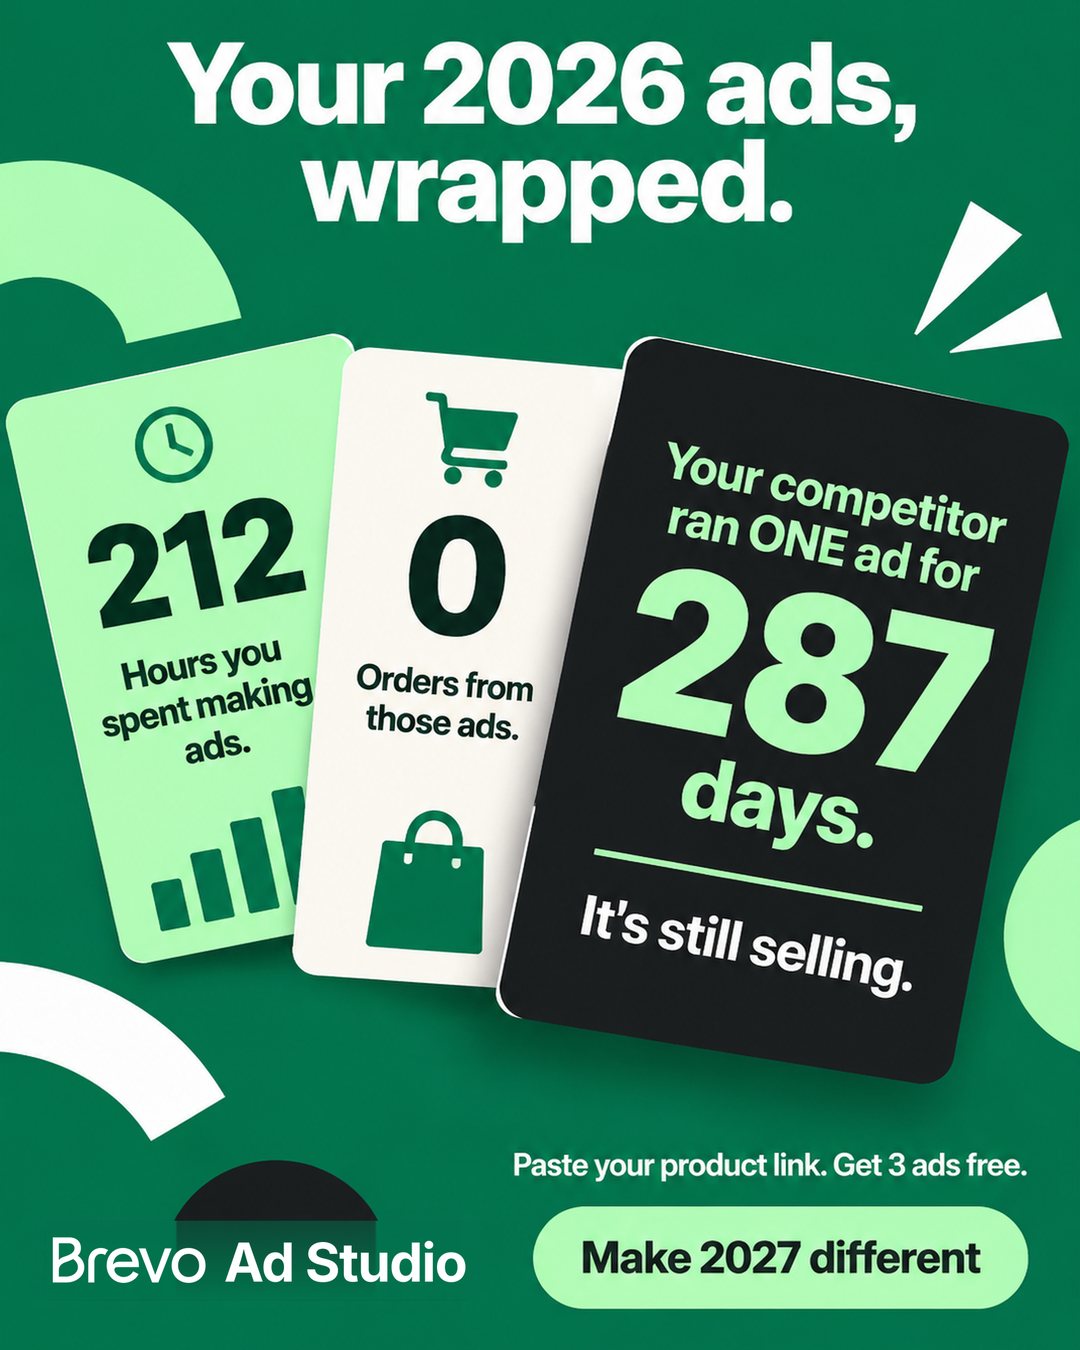 Your 2026 ads,
wrapped.
212
Hours you
spent making
ads.
0
Orders from
those ads.
Your competitor
ran ONE ad for
287
days.
It's still selling.
Paste your product link. Get 3 ads free.
Brevo Ad Studio
Make 2027 different